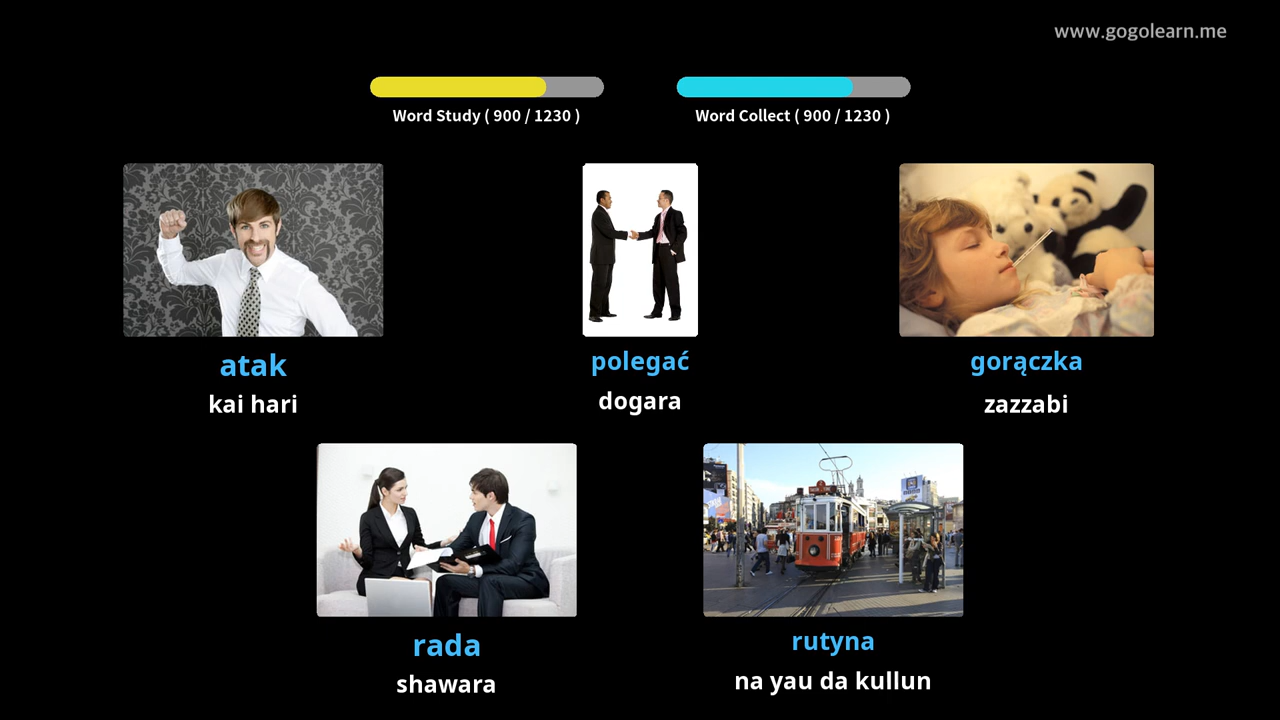 www.gogolearn.me
Word Study ( 900 / 1230 )
Word Collect ( 900 / 1230 )
atak
kai hari
polegać
dogara
gorączka
zazzabi
rada
shawara
rutyna
na yau da kullun